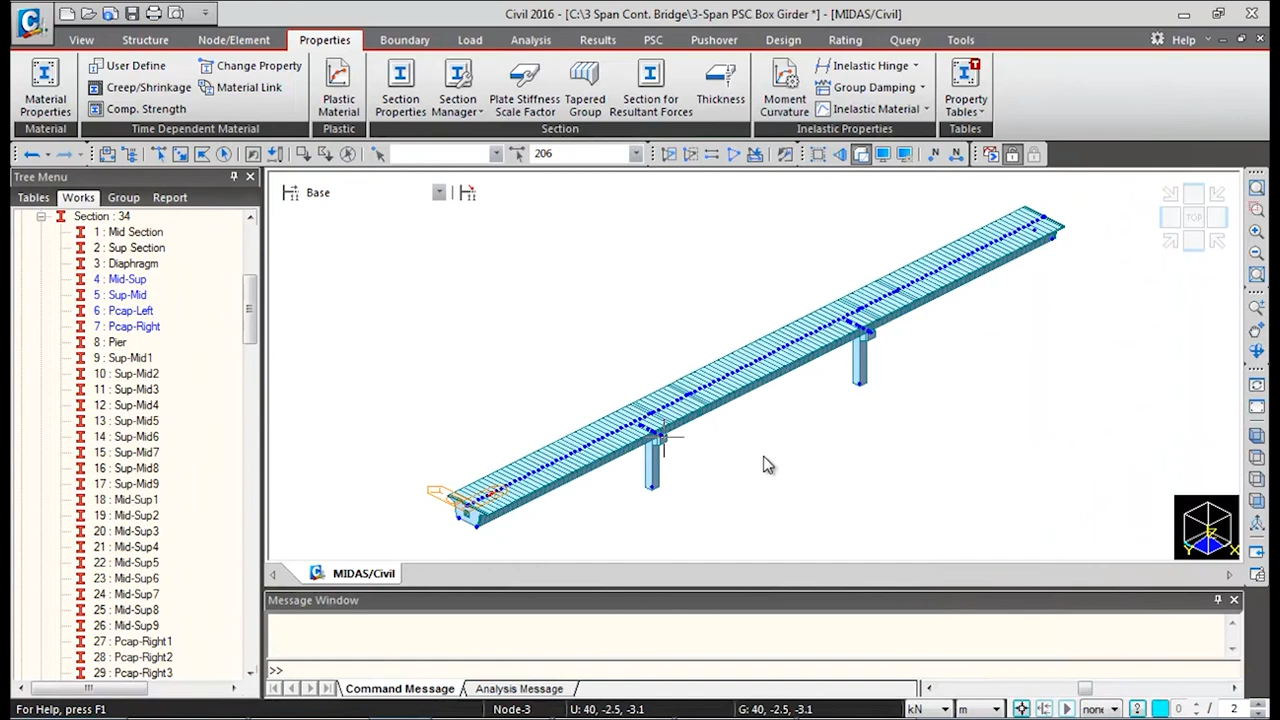 Civil 2016 - [C:\3 Span Cont. Bridge\3-Span PSC Box Girder *] - [MIDAS/Civil]
View Structure Node/Element Properties Boundary Load Analysis Results PSC Pushover Design Rating Query Tools Help
User Define Change Property Inelastic Hinge
Creep/Shrinkage Material Link Group Damping
Comp. Strength Inelastic Material
Material Properties
Plastic Material
Section Properties
Section Manager
Plate Stiffness Scale Factor
Tapered Group
Section for Resultant Forces
Thickness
Moment Curvature
Property Tables
Material Time Dependent Material Plastic Section Inelastic Properties Tables
206
Tree Menu
Tables Works Group Report
Base
TOP
Section : 34
1 : Mid Section
2 : Sup Section
3 : Diaphragm
4 : Mid-Sup
5 : Sup-Mid
6 : Pcap-Left
7 : Pcap-Right
8 : Pier
9 : Sup-Mid1
10 : Sup-Mid2
11 : Sup-Mid3
12 : Sup-Mid4
13 : Sup-Mid5
14 : Sup-Mid6
15 : Sup-Mid7
16 : Sup-Mid8
17 : Sup-Mid9
18 : Mid-Sup1
19 : Mid-Sup2
20 : Mid-Sup3
21 : Mid-Sup4
22 : Mid-Sup5
23 : Mid-Sup6
24 : Mid-Sup7
25 : Mid-Sup8
26 : Mid-Sup9
27 : Pcap-Right1
28 : Pcap-Right2
29 : Pcap-Right3
Z
Y X
MIDAS/Civil
Message Window
>>
Command Message Analysis Message
For Help, press F1 Node-3 U: 40, -2.5, -3.1 G: 40, -2.5, -3.1 kN m none 0 / 2